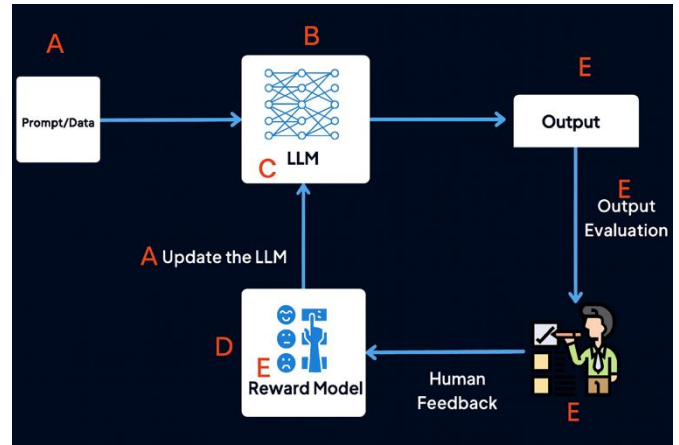 A
B
E
Prompt/Data
LLM
C
Output
E
Output
Evaluation
A Update the LLM
D
E
Reward Model
Human
Feedback
E